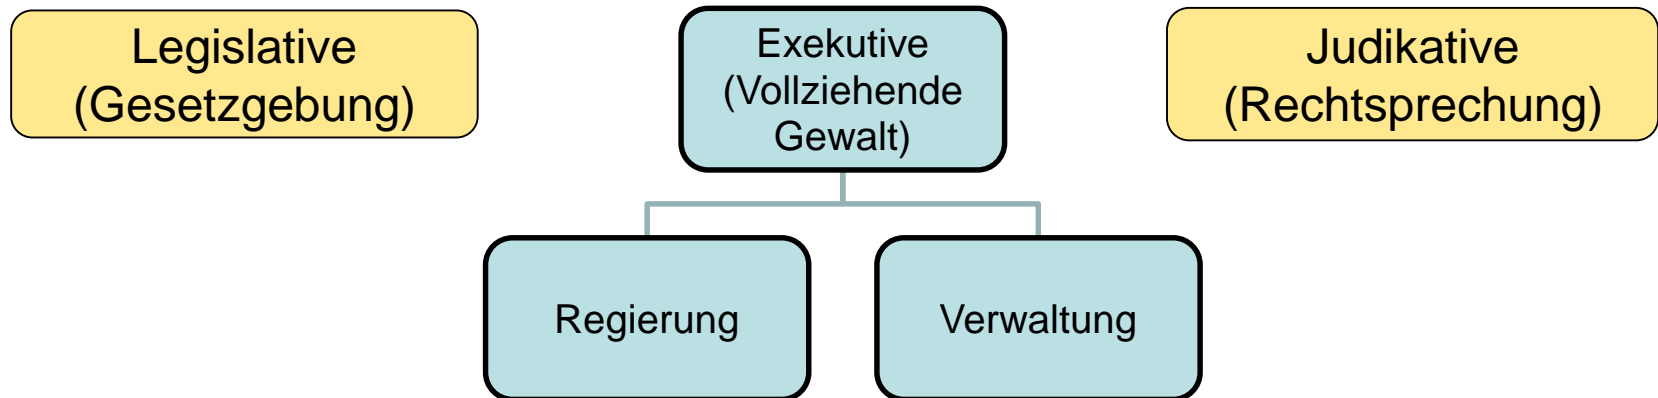 Legislative
(Gesetzgebung)
Exekutive
(Vollziehende
Gewalt)
Judikative
(Rechtsprechung)
Regierung
Verwaltung